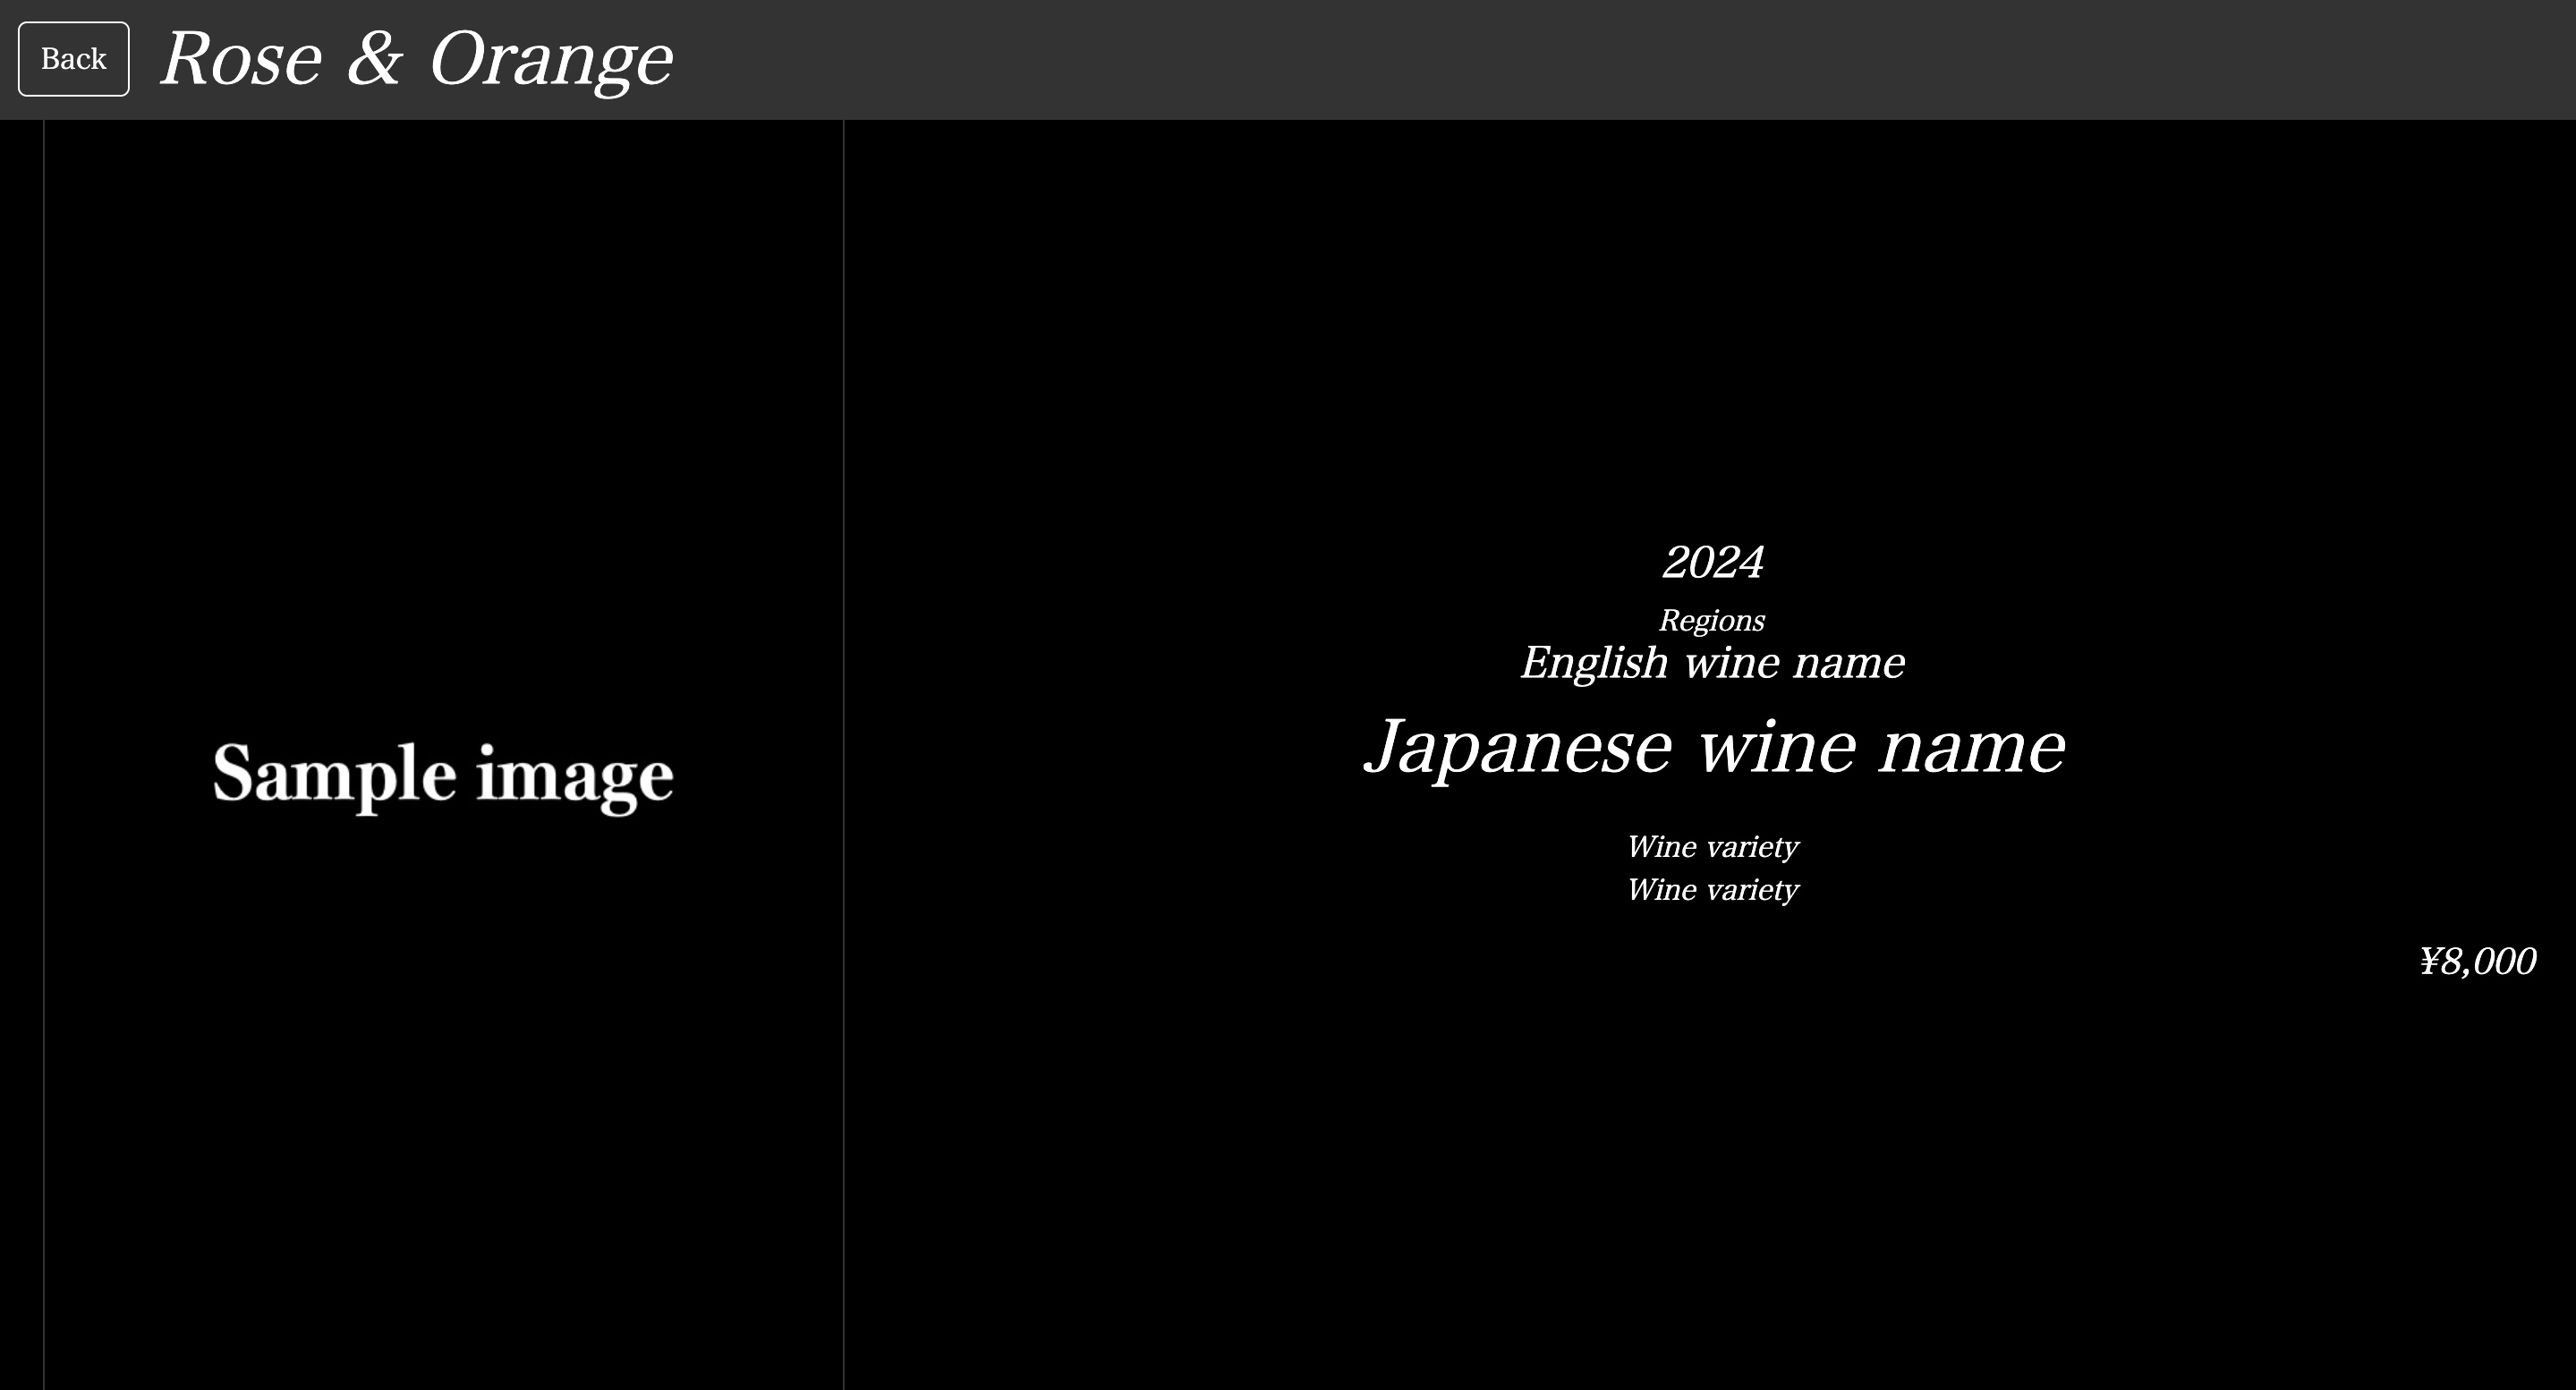 Back
Rose & Orange
Sample image
2024
Regions
English wine name
Japanese wine name
Wine variety
Wine variety
¥8,000